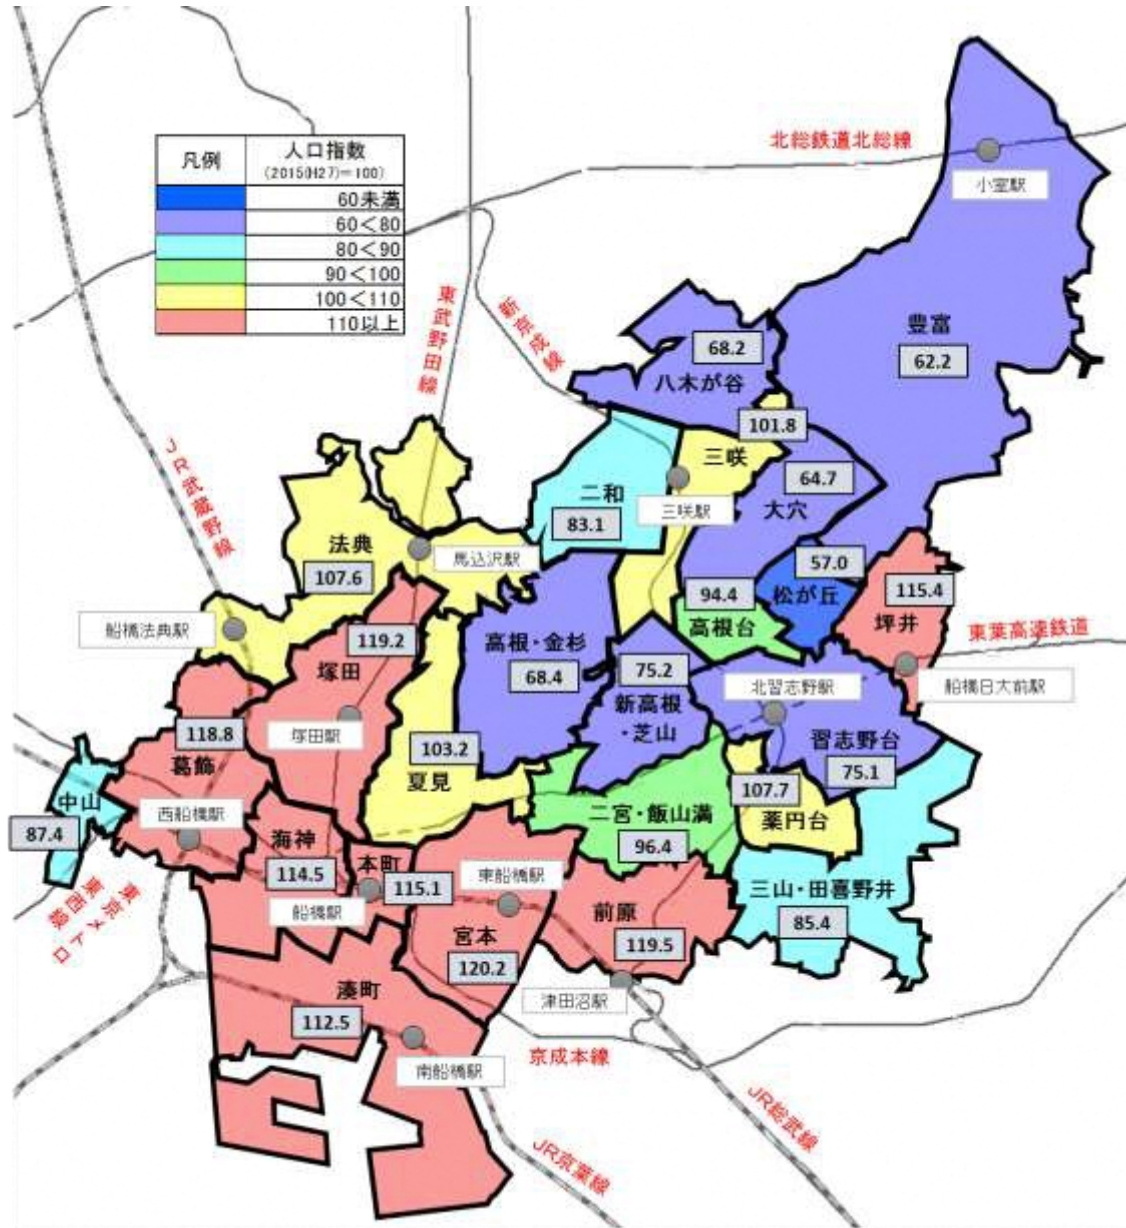 凡例
人口指数
(2015(H27)=100)
60未満
60<80
80<90
90<100
100<110
110以上
北総鉄道北総線
小室駅
東武野田線
新京成線
豊富
62.2
68.2
八木が谷
101.8
三咲
JR武蔵野線
64.7
大穴
二和
83.1
三咲駅
法典
107.6
馬込沢駅
57.0
松が丘
115.4
坪井
94.4
高根台
船橋法典駅
119.2
塚田
高根・金杉
68.4
75.2
新高根
・芝山
北習志野駅
東葉高速鉄道
船橋日大前駅
塚田駅
118.8
葛飾
103.2
夏見
習志野台
75.1
107.7
薬円台
中山
87.4
西船橋駅
二宮・飯山満
96.4
海神
114.5
本町
115.1
東船橋駅
船橋駅
三山・田喜野井
85.4
前原
119.5
東京メトロ
東西線
宮本
120.2
湊町
112.5
津田沼駅
南船橋駅
京成本線
JR総武線
JR京葉線